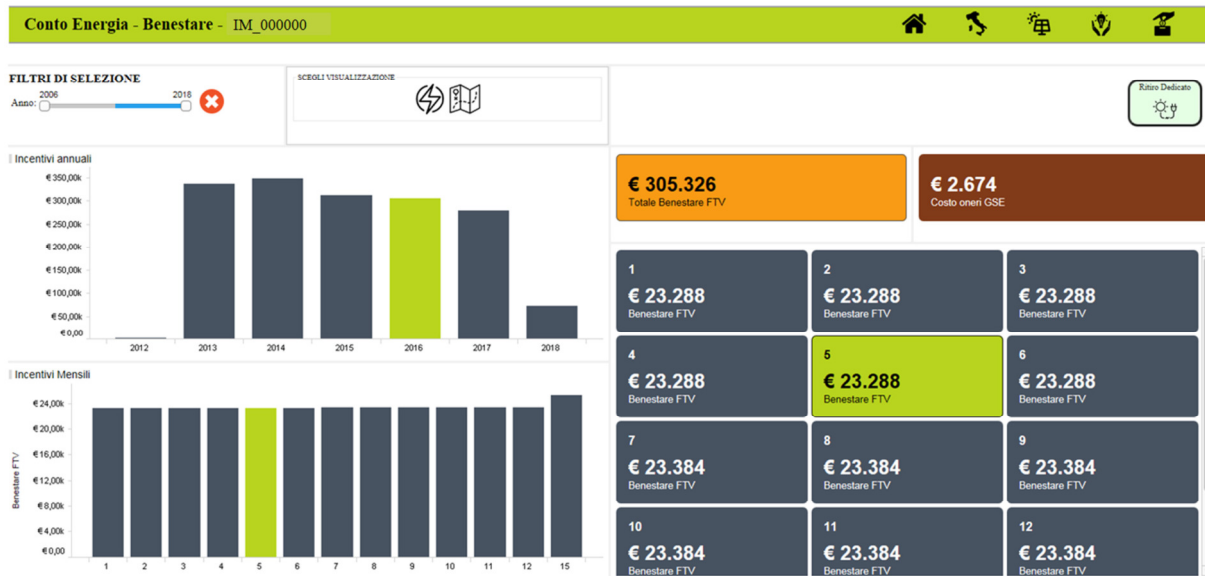 Conto Energia - Benestare - IM_000000
FILTRI DI SELEZIONE
Anno:
2006
2018
SCEGLI VISUALIZZAZIONE
Ritiro Dedicato
Incentivi annuali
€ 350,00k
€ 300,00k
€ 250,00k
€ 200,00k
€ 150,00k
€ 100,00k
€ 50,00k
€ 0,00
2012 2013 2014 2015 2016 2017 2018
Incentivi Mensili
Benestare FTV
€ 24,00k
€ 20,00k
€ 16,00k
€ 12,00k
€ 8,00k
€ 4,00k
€ 0,00
1 2 3 4 5 6 7 8 9 10 11 12 15
€ 305.326
Totale Benestare FTV
€ 2.674
Costo oneri GSE
1
€ 23.288
Benestare FTV
2
€ 23.288
Benestare FTV
3
€ 23.288
Benestare FTV
4
€ 23.288
Benestare FTV
5
€ 23.288
Benestare FTV
6
€ 23.288
Benestare FTV
7
€ 23.384
Benestare FTV
8
€ 23.384
Benestare FTV
9
€ 23.384
Benestare FTV
10
€ 23.384
Benestare FTV
11
€ 23.384
Benestare FTV
12
€ 23.384
Benestare FTV